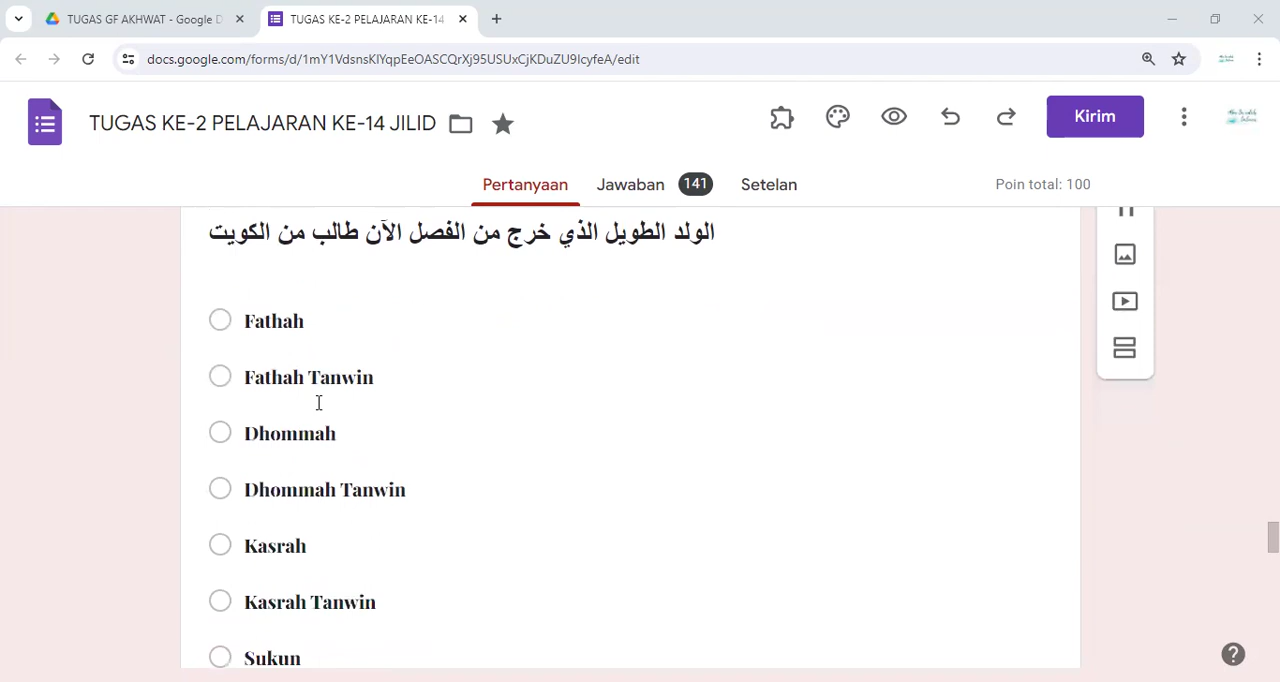 TUGAS GF AKHWAT - Google D
TUGAS KE-2 PELAJARAN KE-14
docs.google.com/forms/d/1mY1VdsnsKlYqpEeOASCQrXj95USUxCjKDuZU9IcyfeA/edit
TUGAS KE-2 PELAJARAN KE-14 JILID
Kirim
Pertanyaan
Jawaban 141
Setelan
Poin total: 100
الولد الطويل الذي خرج من الفصل الآن طالب من الكويت
Fathah
Fathah Tanwin
Dhommah
Dhommah Tanwin
Kasrah
Kasrah Tanwin
Sukun